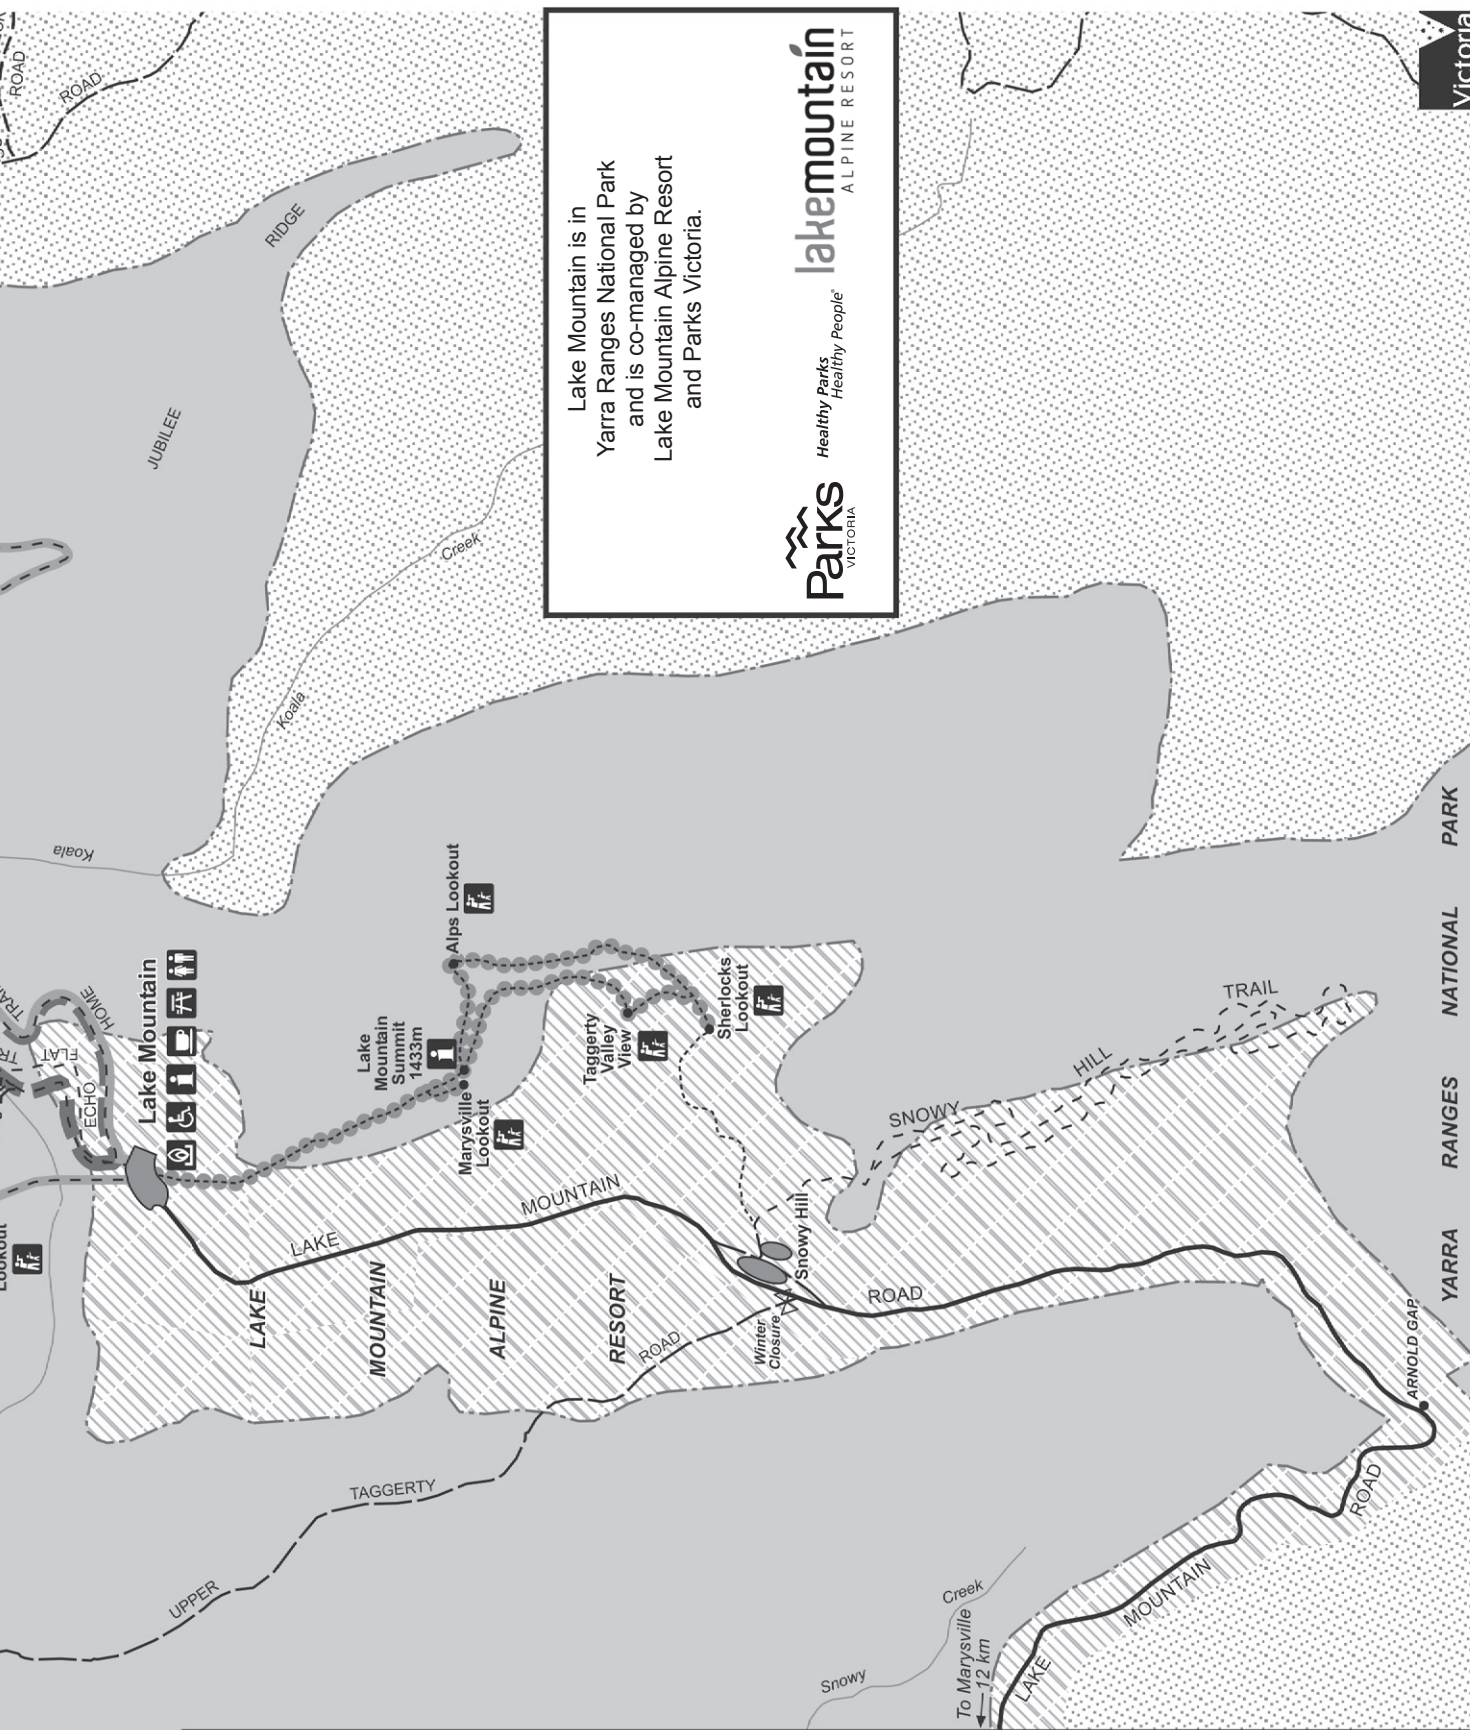 Lake Mountain is in
Yarra Ranges National Park
and is co-managed by
Lake Mountain Alpine Resort
and Parks Victoria.
Parks
VICTORIA
Healthy Parks
Healthy People®
lakemountain
ALPINE RESORT
Victoria
ROAD
ROAD
RIDGE
JUBILEE
Creek
Koala
Koala
TRAIL
HOME
FLAT
ECHO
Lake Mountain
Lookout
Alps Lookout
Lake
Mountain
Summit
1433m
Marysville
Lookout
Taggerty
Valley
View
Sherlocks
Lookout
SNOWY
HILL
TRAIL
Snowy Hill
LAKE
MOUNTAIN
ROAD
LAKE
MOUNTAIN
ALPINE
RESORT
ROAD
Winter
Closure
TAGGERTY
UPPER
YARRA RANGES NATIONAL PARK
ARNOLD GAP
ROAD
MOUNTAIN
LAKE
Creek
Snowy
To Marysville
12 km